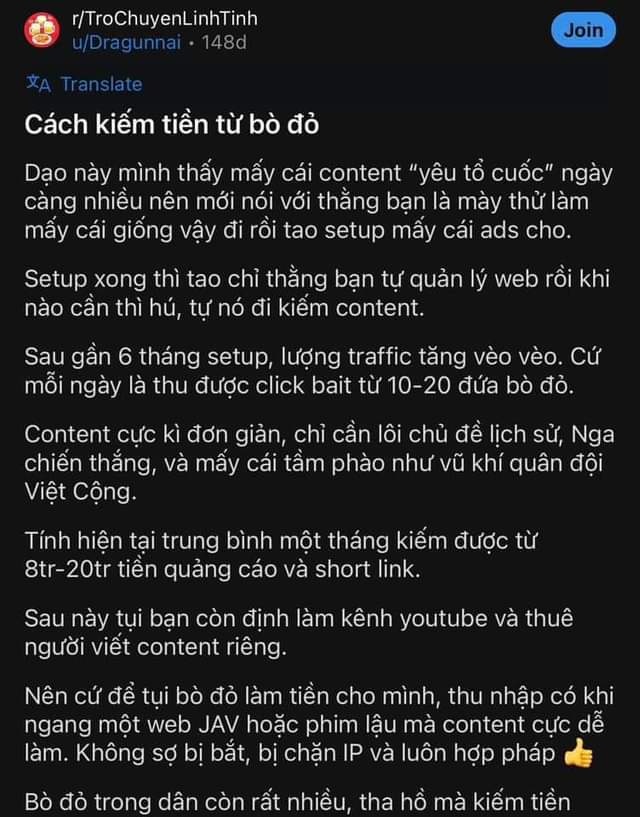 r/TroChuyenLinhTinh
u/Dragunnai • 148d
Join
Translate
Cách kiếm tiền từ bò đỏ
Dạo này mình thấy mấy cái content “yêu tổ cuốc” ngày
càng nhiều nên mới nói với thằng bạn là mày thử làm
mấy cái giống vậy đi rồi tao setup mấy cái ads cho.
Setup xong thì tao chỉ thằng bạn tự quản lý web rồi khi
nào cần thì hú, tự nó đi kiếm content.
Sau gần 6 tháng setup, lượng traffic tăng vèo vèo. Cứ
mỗi ngày là thu được click bait từ 10-20 đứa bò đỏ.
Content cực kì đơn giản, chỉ cần lôi chủ đề lịch sử, Nga
chiến thắng, và mấy cái tầm phào như vũ khí quân đội
Việt Cộng.
Tính hiện tại trung bình một tháng kiếm được từ
8tr-20tr tiền quảng cáo và short link.
Sau này tụi bạn còn định làm kênh youtube và thuê
người viết content riêng.
Nên cứ để tụi bò đỏ làm tiền cho mình, thu nhập có khi
ngang một web JAV hoặc phim lậu mà content cực dễ
làm. Không sợ bị bắt, bị chặn IP và luôn hợp pháp 👍
Bò đỏ trong dân còn rất nhiều, tha hồ mà kiếm tiền